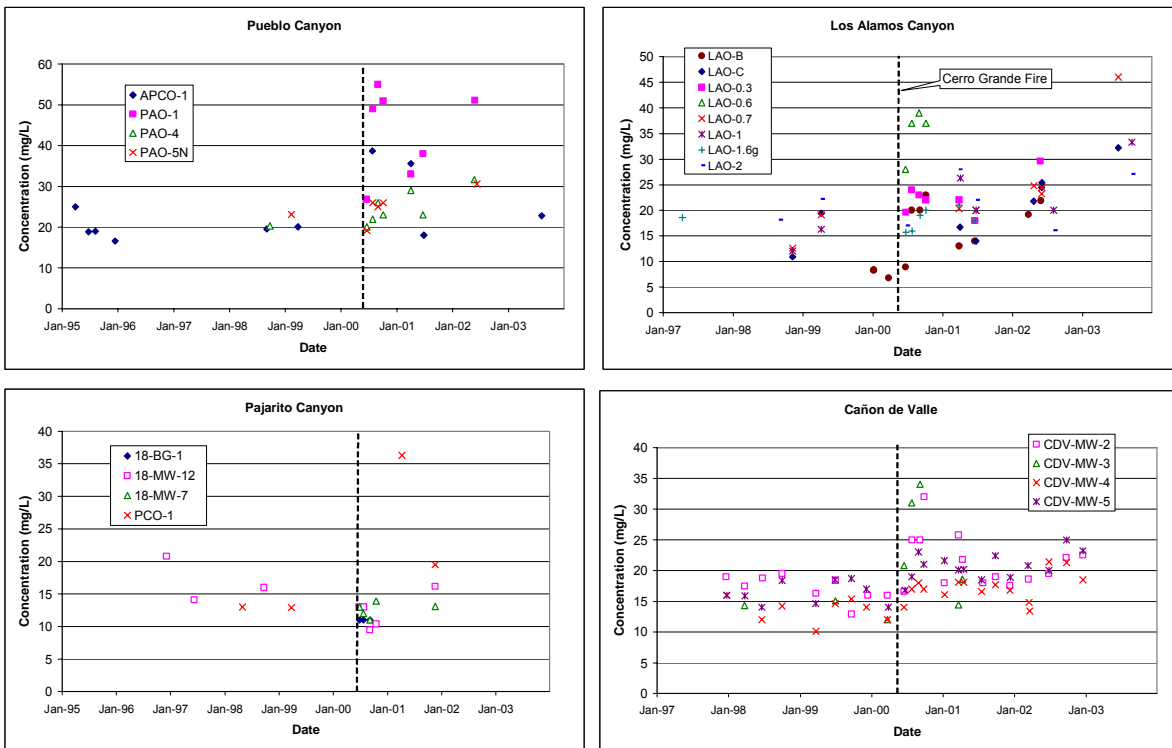 Pueblo Canyon
Concentration (mg/L)
60
50
40
30
20
10
0
APCO-1
PAO-1
PAO-4
PAO-5N
Jan-95 Jan-96 Jan-97 Jan-98 Jan-99 Jan-00 Jan-01 Jan-02 Jan-03
Date
Los Alamos Canyon
Concentration (mg/L)
50
45
40
35
30
25
20
15
10
5
0
LAO-B
LAO-C
LAO-0.3
LAO-0.6
LAO-0.7
LAO-1
LAO-1.6g
LAO-2
Cerro Grande Fire
Jan-97 Jan-98 Jan-99 Jan-00 Jan-01 Jan-02 Jan-03
Date
Pajarito Canyon
Concentration (mg/L)
40
35
30
25
20
15
10
5
0
18-BG-1
18-MW-12
18-MW-7
PCO-1
Jan-95 Jan-96 Jan-97 Jan-98 Jan-99 Jan-00 Jan-01 Jan-02 Jan-03
Date
Cañon de Valle
Concentration (mg/L)
40
35
30
25
20
15
10
5
0
CDV-MW-2
CDV-MW-3
CDV-MW-4
CDV-MW-5
Jan-97 Jan-98 Jan-99 Jan-00 Jan-01 Jan-02 Jan-03
Date